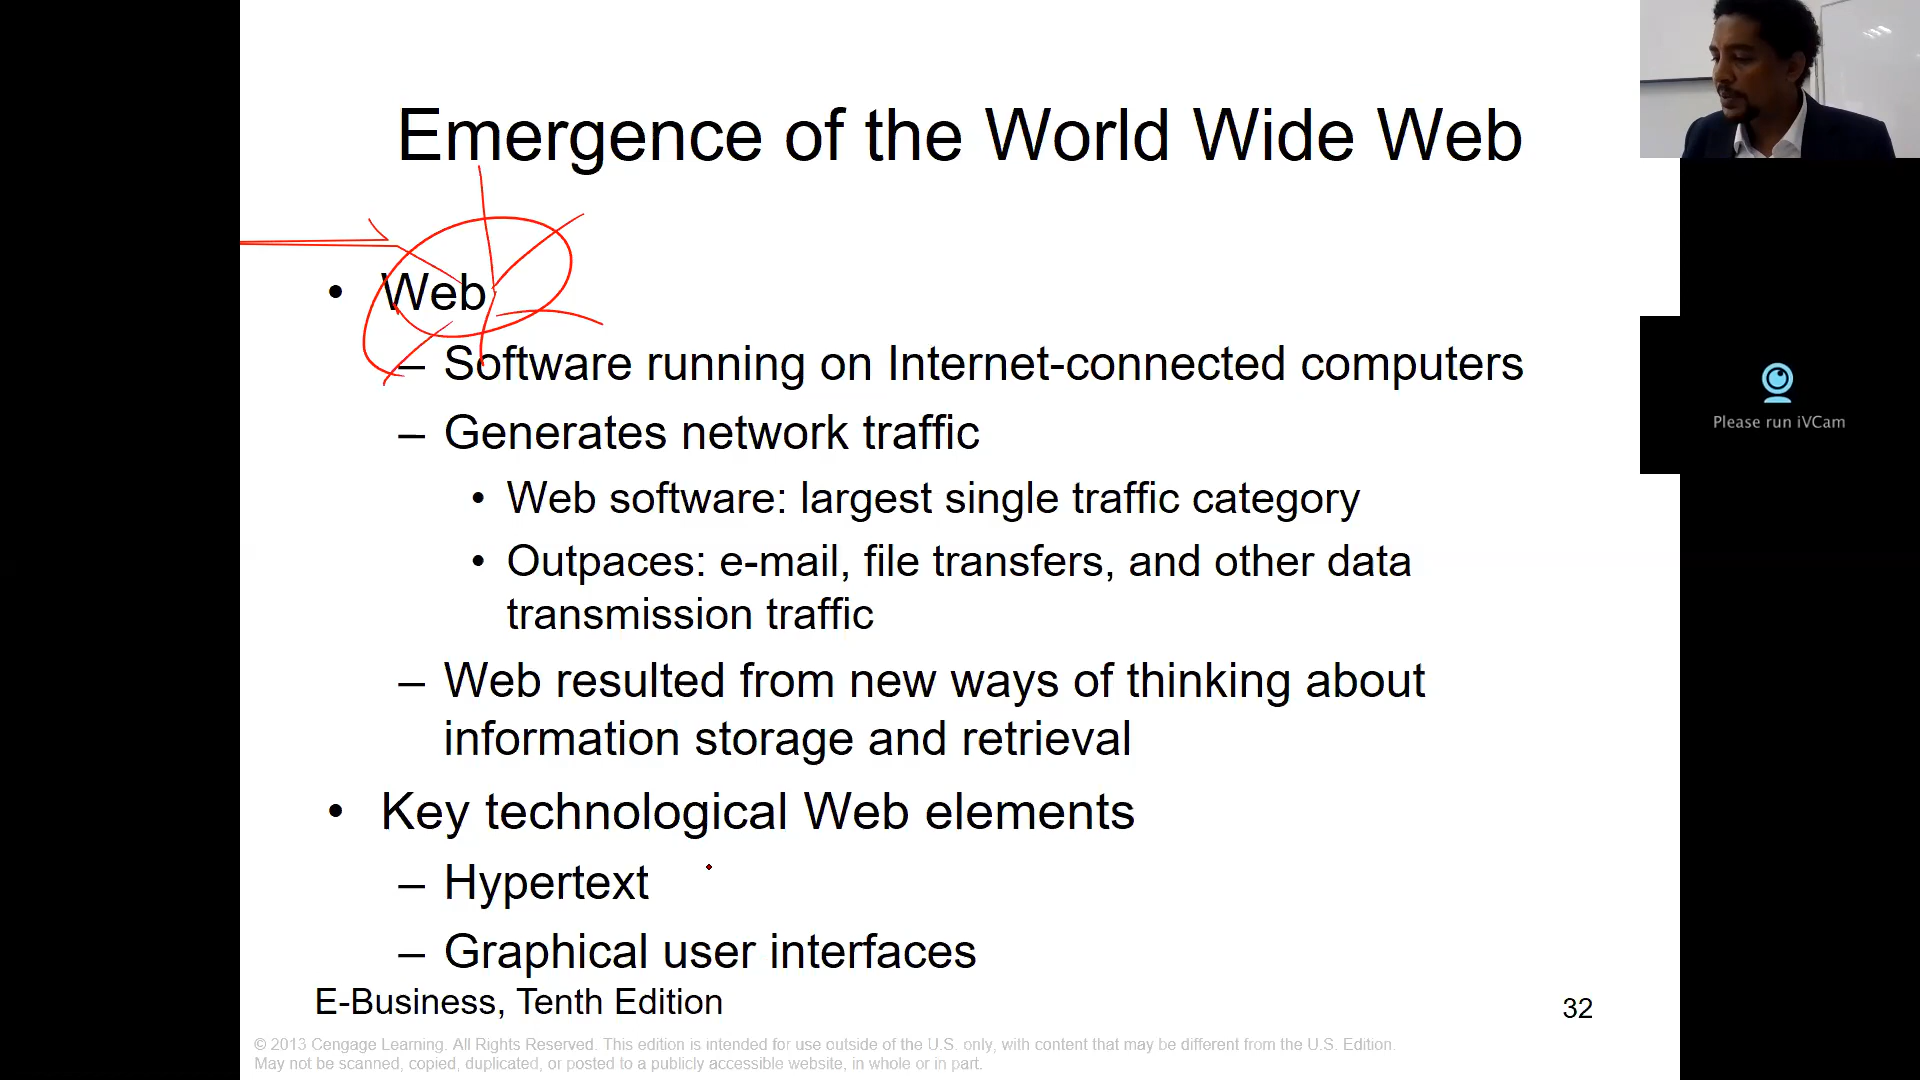 Emergence of the World Wide Web
• Web
– Software running on Internet-connected computers
– Generates network traffic
• Web software: largest single traffic category
• Outpaces: e-mail, file transfers, and other data
transmission traffic
– Web resulted from new ways of thinking about
information storage and retrieval
• Key technological Web elements
– Hypertext
– Graphical user interfaces
E-Business, Tenth Edition
32
© 2013 Cengage Learning. All Rights Reserved. This edition is intended for use outside of the U.S. only, with content that may be different from the U.S. Edition.
May not be scanned, copied, duplicated, or posted to a publicly accessible website, in whole or in part.
Please run iVCam